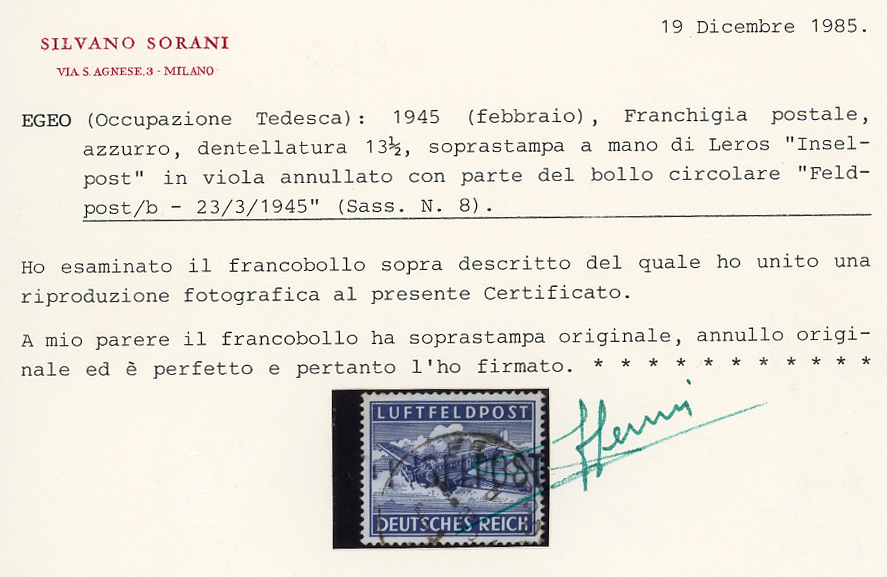 19 Dicembre 1985.
SILVANO SORANI
VIA S. AGNESE, 3 - MILANO
EGEO (Occupazione Tedesca): 1945 (febbraio), Franchigia postale,
azzurro, dentellatura 13½, soprastampa a mano di Leros "Insel-
post" in viola annullato con parte del bollo circolare "Feld-
post/b - 23/3/1945" (Sass. N. 8).
Ho esaminato il francobollo sopra descritto del quale ho unito una
riproduzione fotografica al presente Certificato.
A mio parere il francobollo ha soprastampa originale, annullo origi-
nale ed è perfetto e pertanto l'ho firmato. * * * * * * * * * * *
LUFTFELDPOST
DEUTSCHES REICH